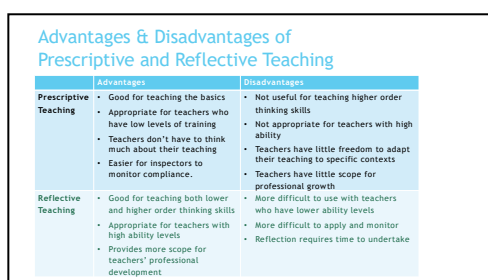 Advantages & Disadvantages of
Prescriptive and Reflective Teaching
Advantages
Disadvantages
Prescriptive
Teaching
• Good for teaching the basics
• Appropriate for teachers who
have low levels of training
• Teachers don't have to think
much about their teaching
• Easier for inspectors to
monitor compliance.
• Not useful for teaching higher order
thinking skills
• Not appropriate for teachers with high
ability
• Teachers have little freedom to adapt
their teaching to specific contexts
• Teachers have little scope for
professional growth
Reflective
Teaching
• Good for teaching both lower
and higher order thinking skills
• Appropriate for teachers with
high ability levels
• Provides more scope for
teachers' professional
development
• More difficult to use with teachers
who have lower ability levels
• More difficult to apply and monitor
• Reflection requires time to undertake